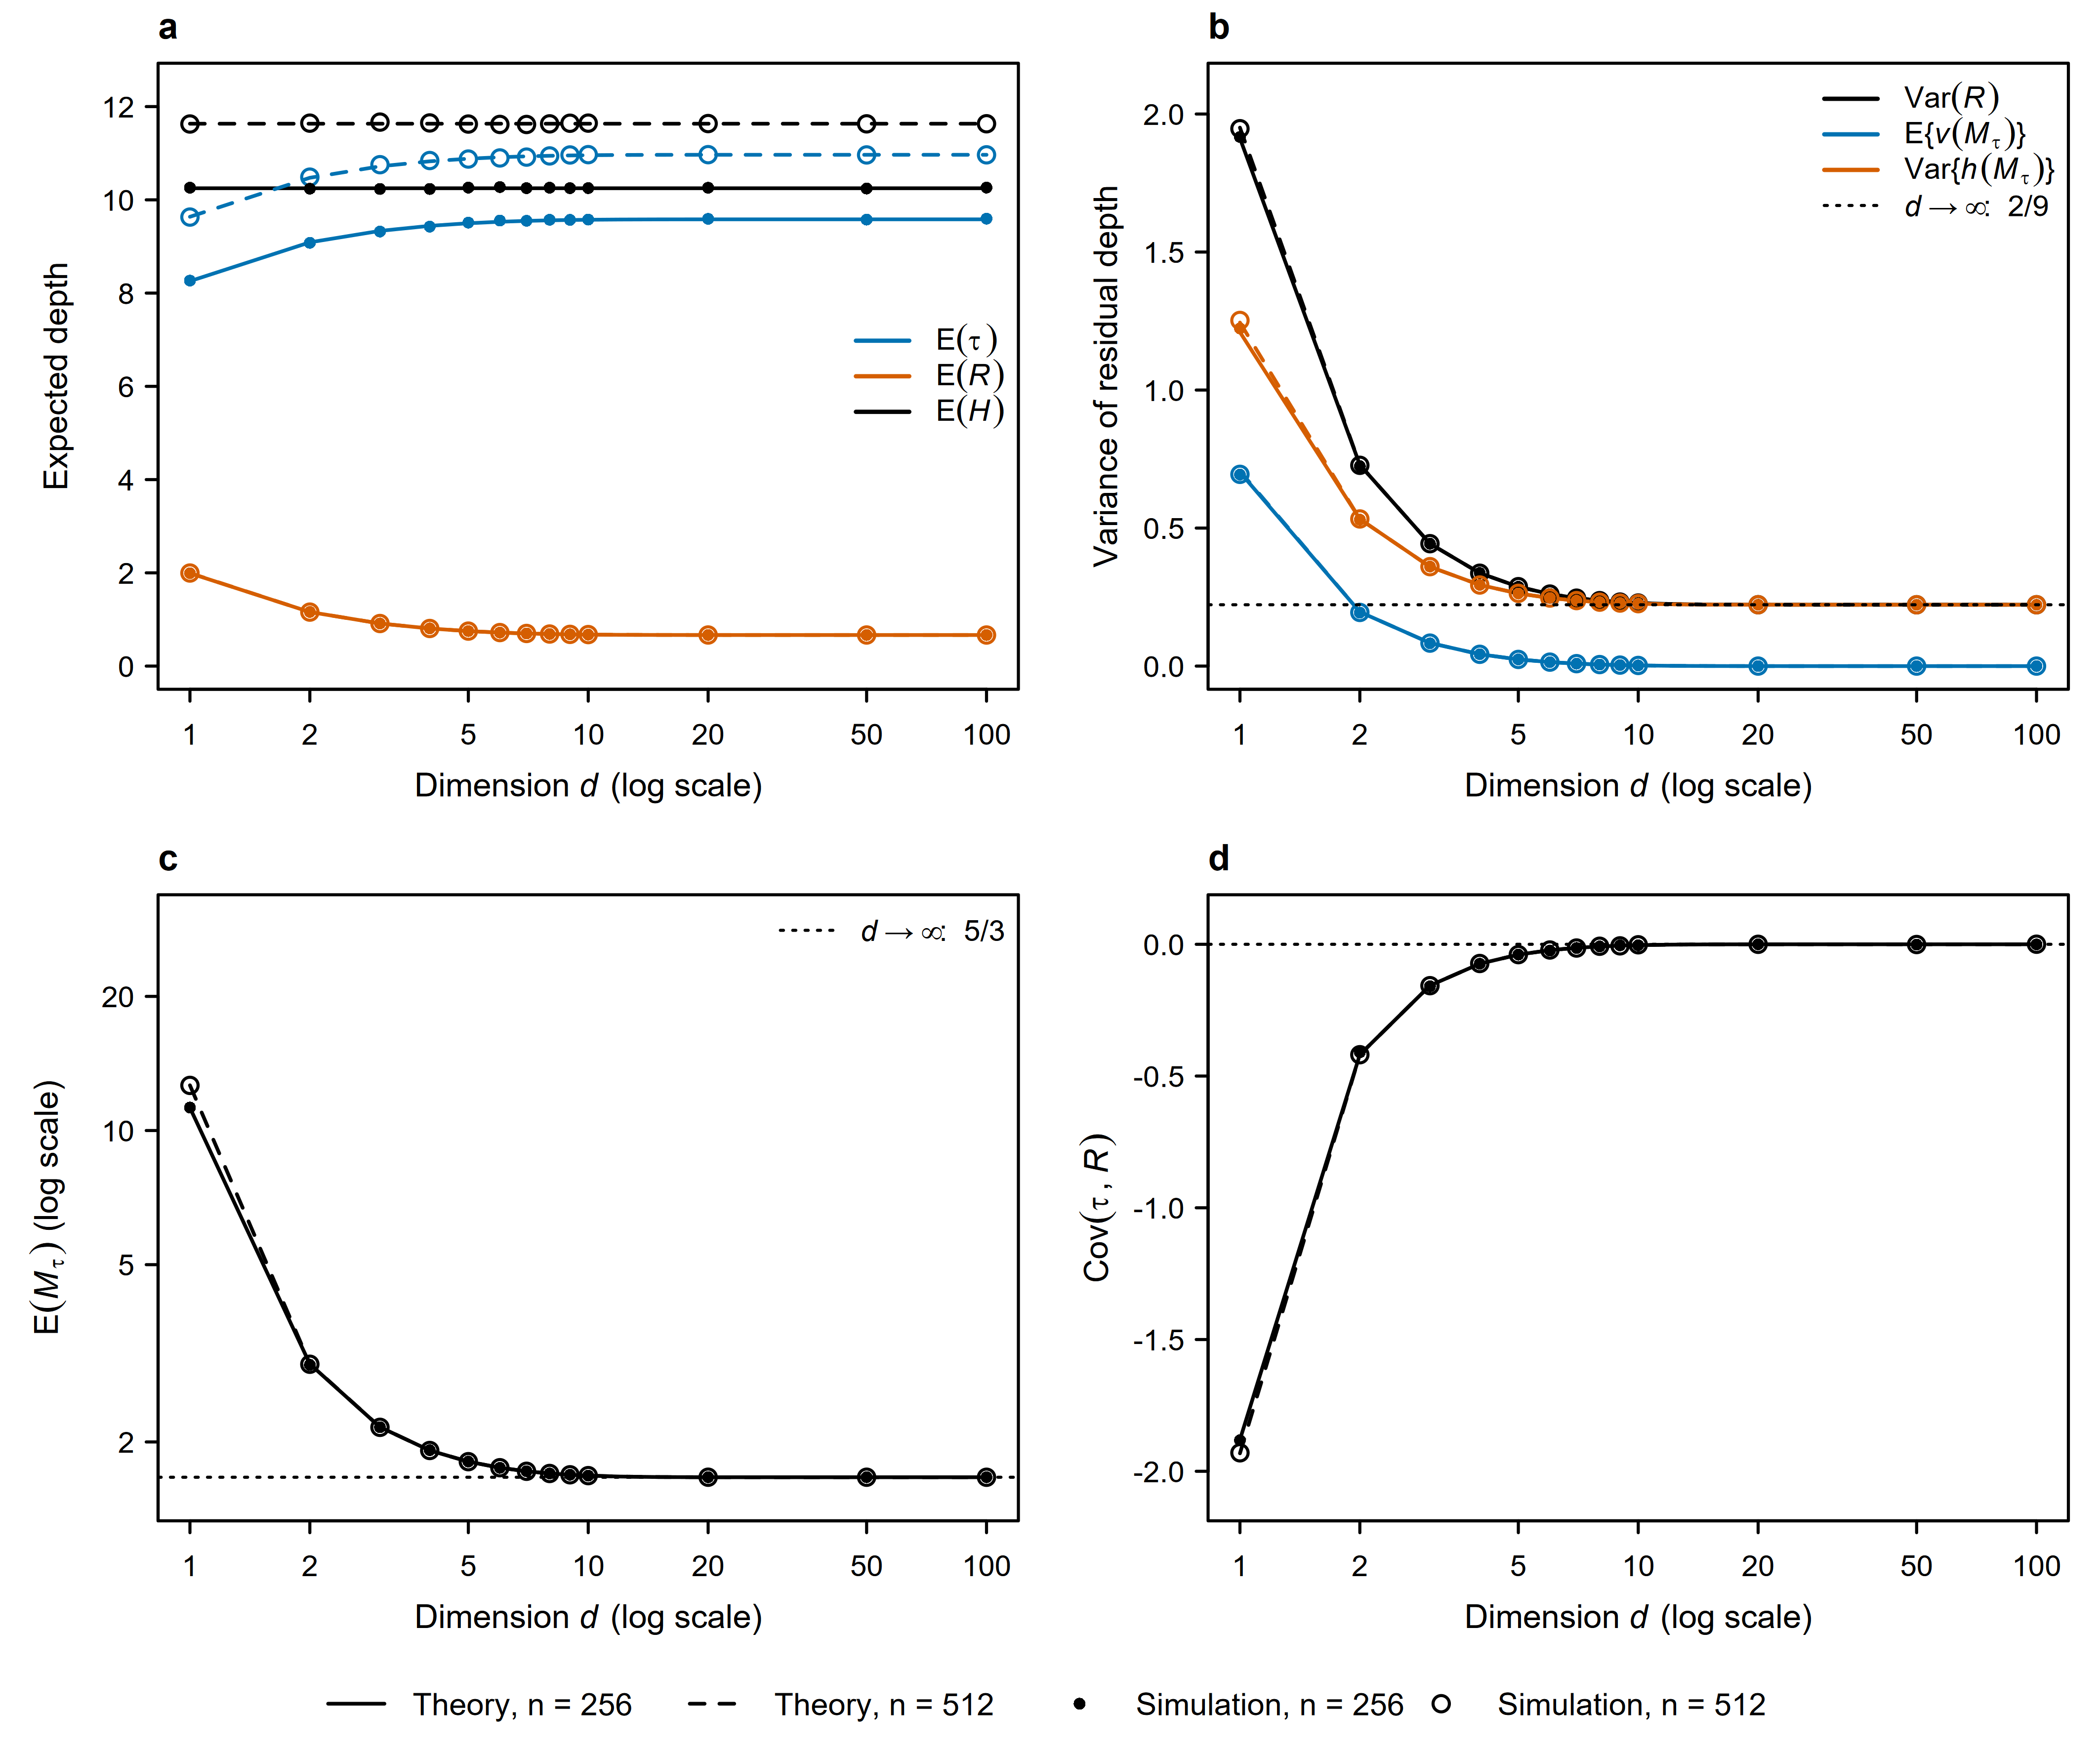 a
12
10
8
6
4
2
0
Expected depth
E(τ)
E(R)
E(H)
1 2 5 10 20 50 100
Dimension d (log scale)
b
2.0
1.5
1.0
0.5
0.0
Variance of residual depth
Var(R)
E{v(Mτ)}
Var{h(Mτ)}
d → ∞: 2/9
1 2 5 10 20 50 100
Dimension d (log scale)
c
20
10
5
2
E(Mτ) (log scale)
d → ∞: 5/3
1 2 5 10 20 50 100
Dimension d (log scale)
d
0.0
-0.5
-1.0
-1.5
-2.0
Cov(τ, R)
1 2 5 10 20 50 100
Dimension d (log scale)
Theory, n = 256 Theory, n = 512 Simulation, n = 256 Simulation, n = 512